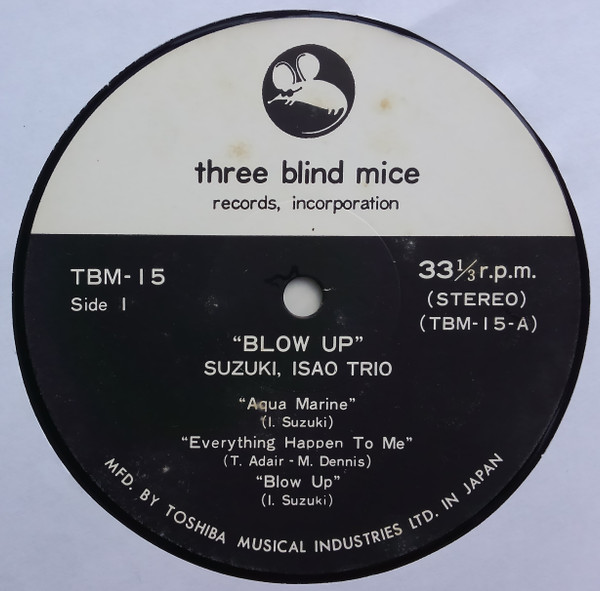 three blind mice
records, incorporation
TBM-15
33⅓ r.p.m.
Side 1
(STEREO)
(TBM-15-A)
“BLOW UP”
SUZUKI, ISAO TRIO
“Aqua Marine”
(I. Suzuki)
“Everything Happen To Me”
(T. Adair - M. Dennis)
“Blow Up”
(I. Suzuki)
MFD. BY TOSHIBA MUSICAL INDUSTRIES LTD. IN JAPAN